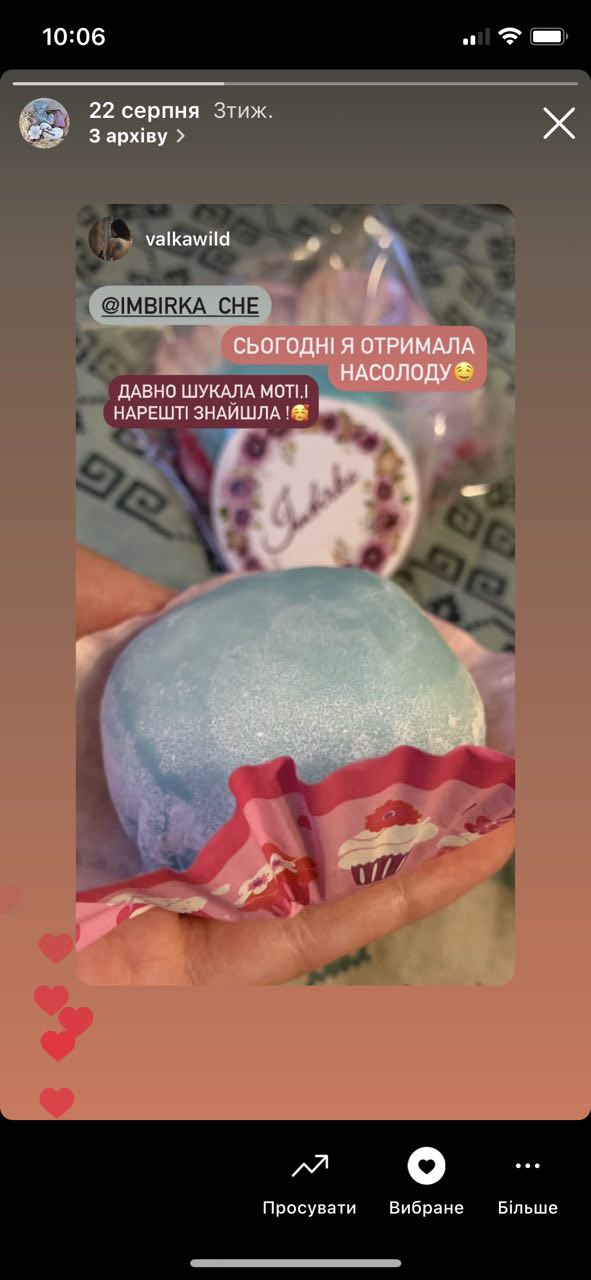 10:06
22 серпня 3тиж.
З архіву >
valkawild
@IMBIRKA_CHE
СЬОГОДНІ Я ОТРИМАЛА
НАСОЛОДУ🤤
ДАВНО ШУКАЛА МОТІ.І
НАРЕШТІ ЗНАЙШЛА !🥰
Imbirka
Просувати Вибране Більше